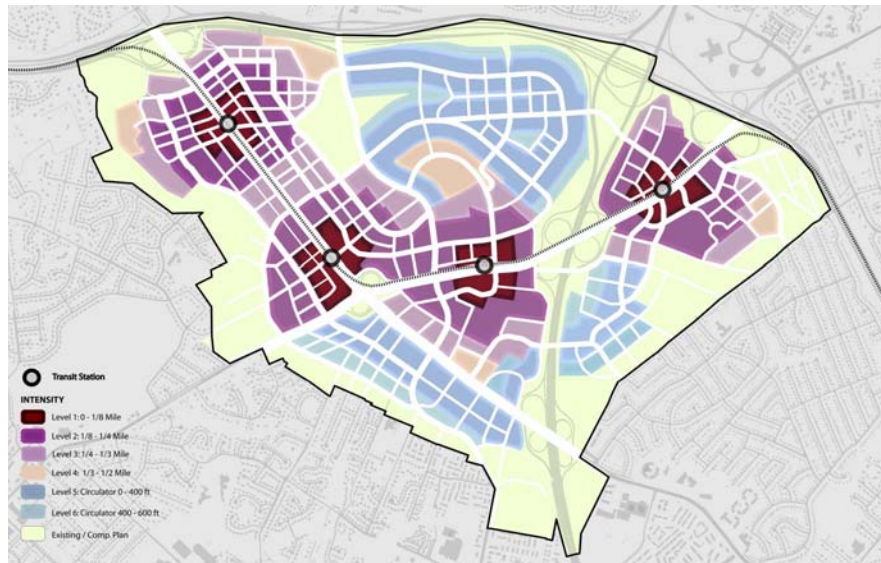 Transit Station
INTENSITY
Level 1: 0 - 1/8 Mile
Level 2: 1/8 - 1/4 Mile
Level 3: 1/4 - 1/3 Mile
Level 4: 1/3 - 1/2 Mile
Level 5: Circulator 0 - 400 ft
Level 6: Circulator 400 - 600 ft
Existing / Comp. Plan